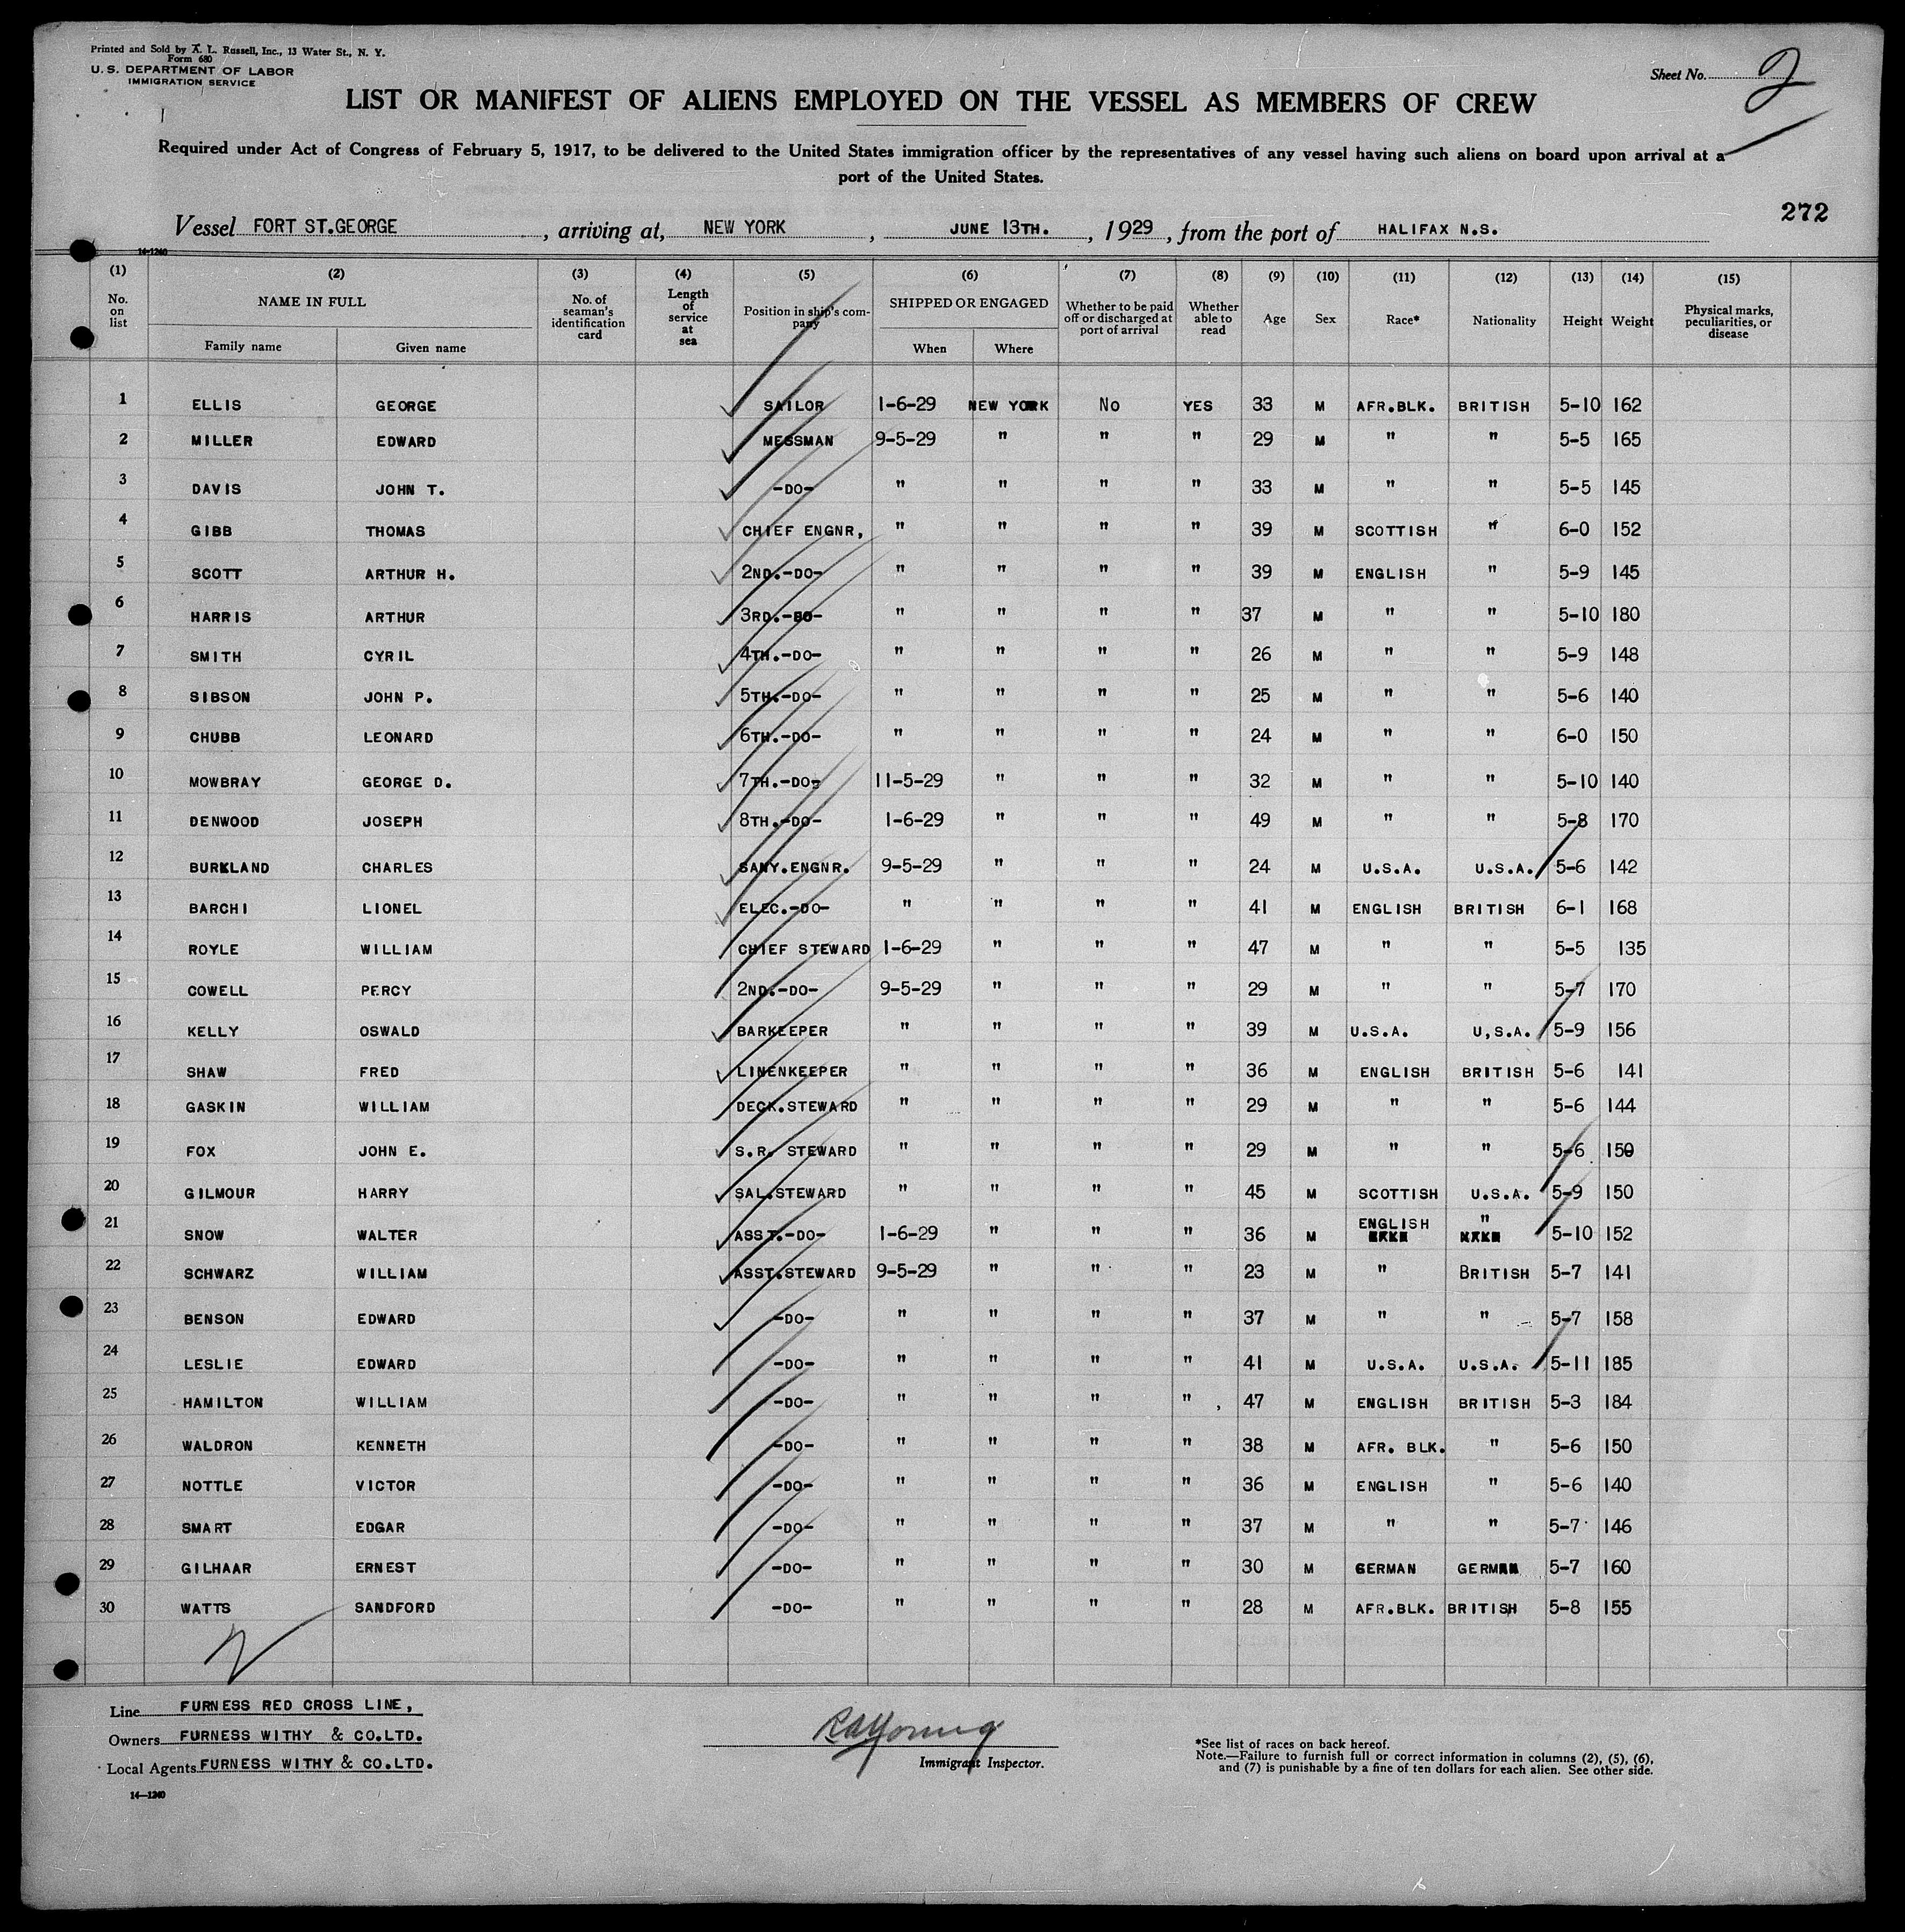 Printed and Sold by A. L. Russell, Inc., 13 Water St., N. Y.
Form 680
U. S. DEPARTMENT OF LABOR
IMMIGRATION SERVICE
Sheet No. 2
LIST OR MANIFEST OF ALIENS EMPLOYED ON THE VESSEL AS MEMBERS OF CREW
Required under Act of Congress of February 5, 1917, to be delivered to the United States immigration officer by the representatives of any vessel having such aliens on board upon arrival at a
port of the United States.
272
Vessel FORT ST.GEORGE, arriving at, NEW YORK, JUNE 13TH., 1929, from the port of HALIFAX N.S.
14-1240
(1) (2) (3) (4) (5) (6) (7) (8) (9) (10) (11) (12) (13) (14) (15)
No. on list NAME IN FULL Family name Given name No. of seaman's identification card Length of service at sea Position in ship's company SHIPPED OR ENGAGED When Where Whether to be paid off or discharged at port of arrival Whether able to read Age Sex Race* Nationality Height Weight Physical marks, peculiarities, or disease
1 ELLIS GEORGE SAILOR 1-6-29 NEW YORK No YES 33 M AFR.BLK. BRITISH 5-10 162
2 MILLER EDWARD MESSMAN 9-5-29 " " " 29 M " " 5-5 165
3 DAVIS JOHN T. -DO- " " " " 33 M " " 5-5 145
4 GIBB THOMAS CHIEF ENGNR, " " " " 39 M SCOTTISH " 6-0 152
5 SCOTT ARTHUR H. 2ND.-DO- " " " " 39 M ENGLISH " 5-9 145
6 HARRIS ARTHUR 3RD.-DO- " " " " 37 M " " 5-10 180
7 SMITH CYRIL 4TH.-DO- " " " " 26 M " " 5-9 148
8 SIBSON JOHN P. 5TH.-DO- " " " " 25 M " " 5-6 140
9 CHUBB LEONARD 6TH.-DO- " " " " 24 M " " 6-0 150
10 MOWBRAY GEORGE D. 7TH.-DO- 11-5-29 " " " 32 M " " 5-10 140
11 DENWOOD JOSEPH 8TH.-DO- 1-6-29 " " " 49 M " " 5-8 170
12 BURKLAND CHARLES SANY.ENGNR. 9-5-29 " " " 24 M U.S.A. U.S.A. 5-6 142
13 BARCHI LIONEL ELEC.-DO- " " " " 41 M ENGLISH BRITISH 6-1 168
14 ROYLE WILLIAM CHIEF STEWARD 1-6-29 " " " 47 M " " 5-5 135
15 COWELL PERCY 2ND.-DO- 9-5-29 " " " 29 M " " 5-7 170
16 KELLY OSWALD BARKEEPER " " " " 39 M U.S.A. U,S.A. 5-9 156
17 SHAW FRED LINENKEEPER " " " " 36 M ENGLISH BRITISH 5-6 141
18 GASKIN WILLIAM DECK.STEWARD " " " " 29 M " " 5-6 144
19 FOX JOHN E. S.R. STEWARD " " " " 29 M " " 5-6 150
20 GILMOUR HARRY SAL.STEWARD " " " " 45 M SCOTTISH U.S.A. 5-9 150
21 SNOW WALTER ASST.-DO- 1-6-29 " " " 36 M ENGLISH " 5-10 152
22 SCHWARZ WILLIAM ASST.STEWARD 9-5-29 " " " 23 M " BRITISH 5-7 141
23 BENSON EDWARD -DO- " " " " 37 M " " 5-7 158
24 LESLIE EDWARD -DO- " " " " 41 M U.S.A. U.S.A. 5-11 185
25 HAMILTON WILLIAM -DO- " " " " 47 M ENGLISH BRITISH 5-3 184
26 WALDRON KENNETH -DO- " " " " 38 M AFR. BLK. " 5-6 150
27 NOTTLE VICTOR -DO- " " " " 36 M ENGLISH " 5-6 140
28 SMART EDGAR -DO- " " " " 37 M " " 5-7 146
29 GILHAAR ERNEST -DO- " " " " 30 M GERMAN GERMAN 5-7 160
30 WATTS SANDFORD -DO- " " " " 28 M AFR.BLK. BRITISH 5-8 155
Line FURNESS RED CROSS LINE,
Owners FURNESS WITHY & CO.LTD.
Local Agents FURNESS WITHY & CO.LTD.
14-1240
Immigrant Inspector.
*See list of races on back hereof.
Note.—Failure to furnish full or correct information in columns (2), (5), (6),
and (7) is punishable by a fine of ten dollars for each alien. See other side.